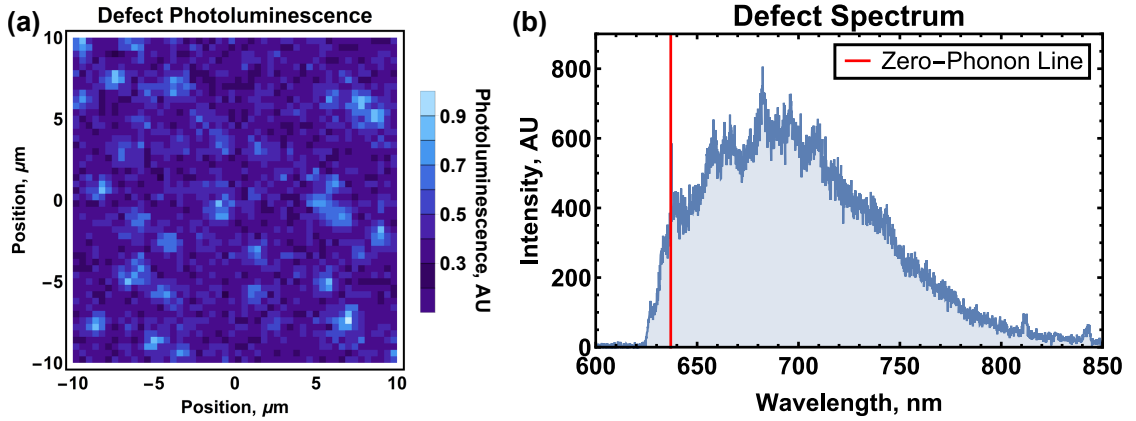 (a)
Defect Photoluminescence
10
5
0
−5
−10
Position, μm
−10
−5
0
5
10
Position, μm
0.9
0.7
0.5
0.3
Photoluminescence, AU
(b)
Defect Spectrum
Zero−Phonon Line
800
600
400
200
0
Intensity, AU
600
650
700
750
800
850
Wavelength, nm